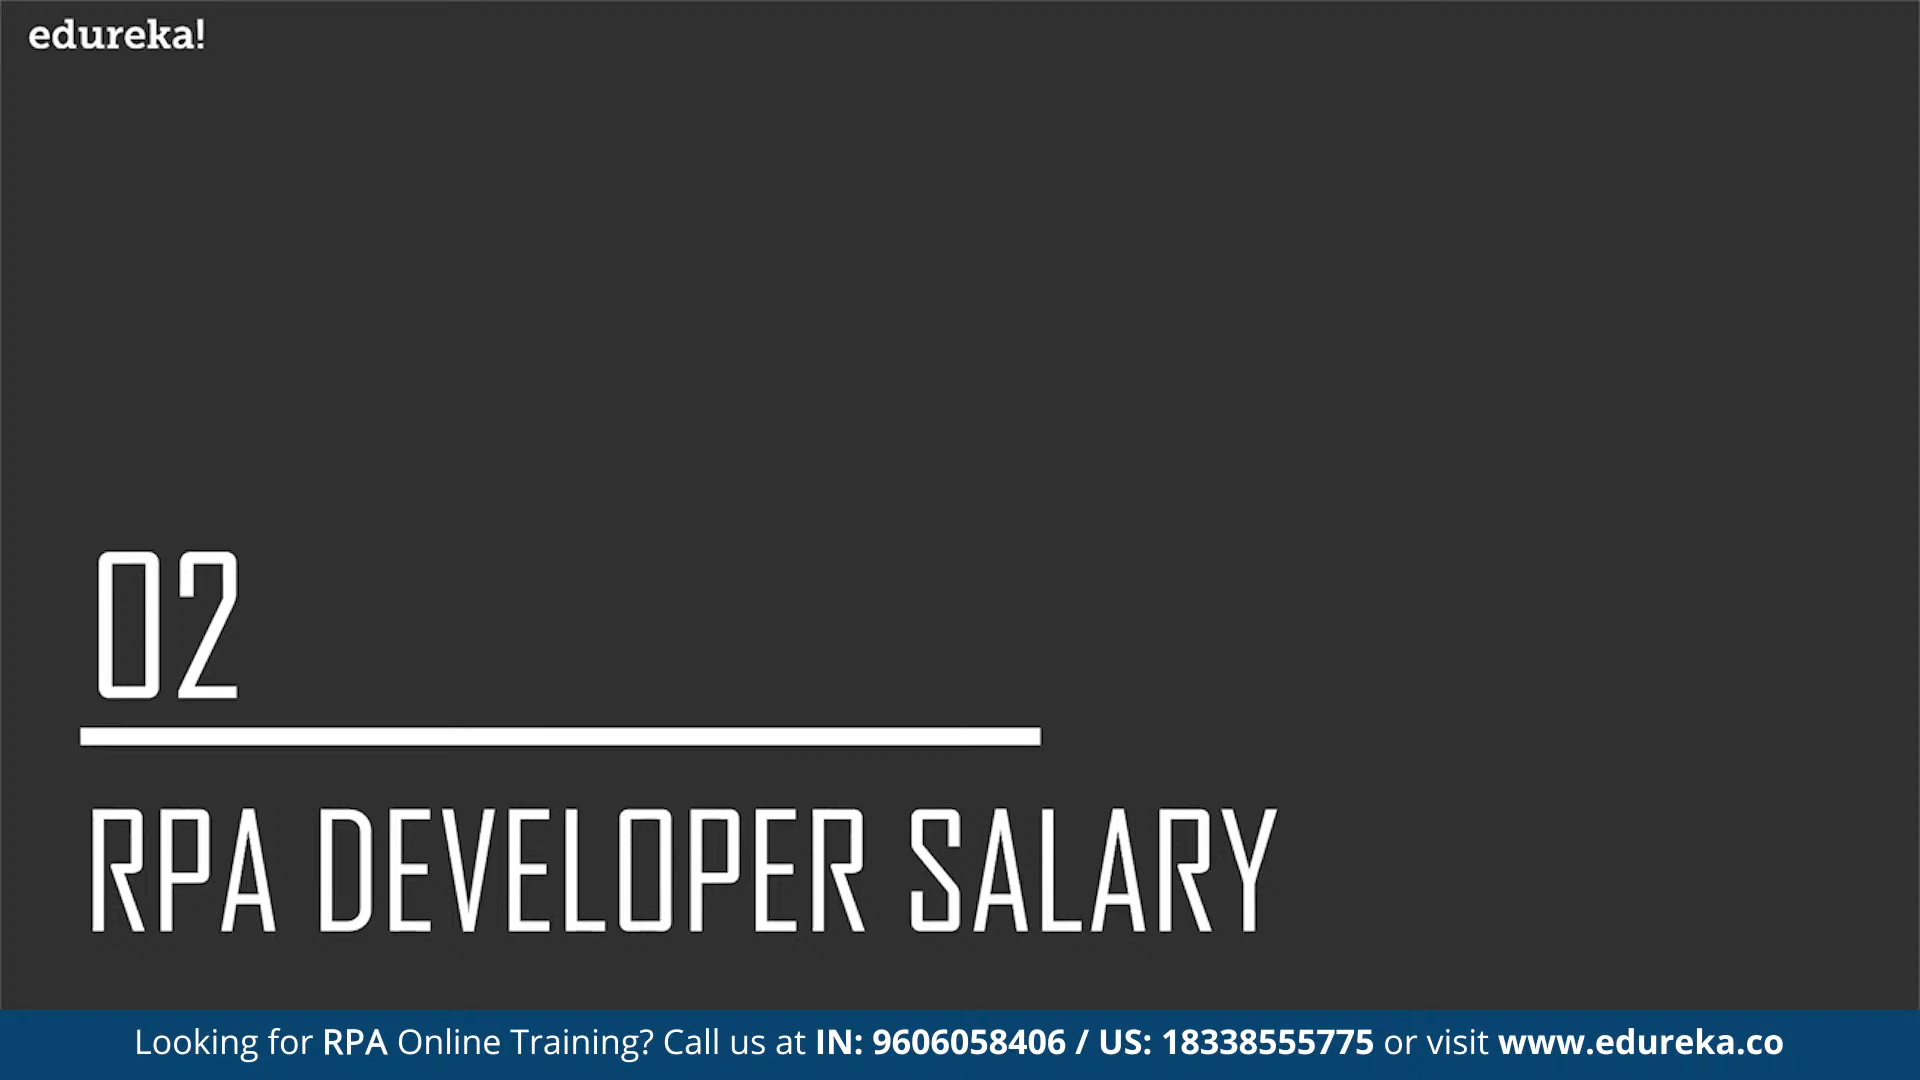 edureka!
02
RPA DEVELOPER SALARY
Looking for RPA Online Training? Call us at IN: 9606058406 / US: 18338555775 or visit www.edureka.co